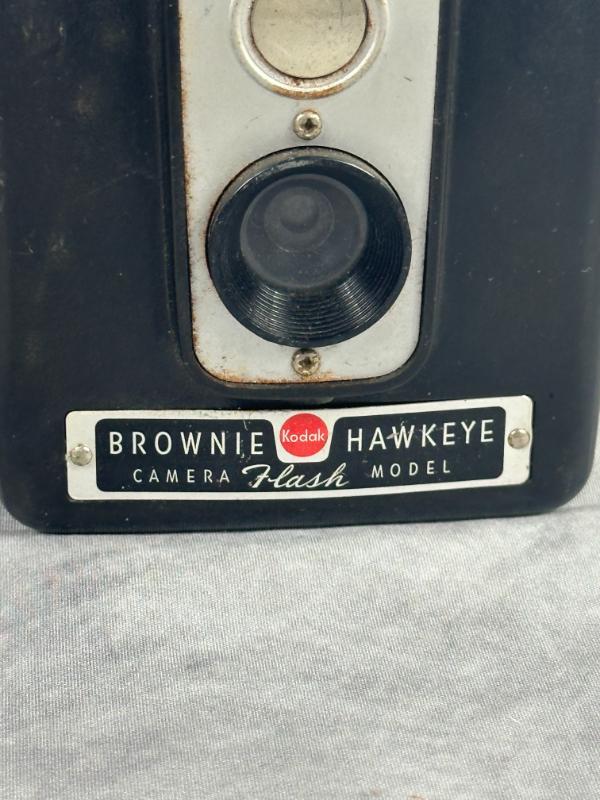 BROWNIE Kodak HAWKEYE
CAMERA Flash MODEL